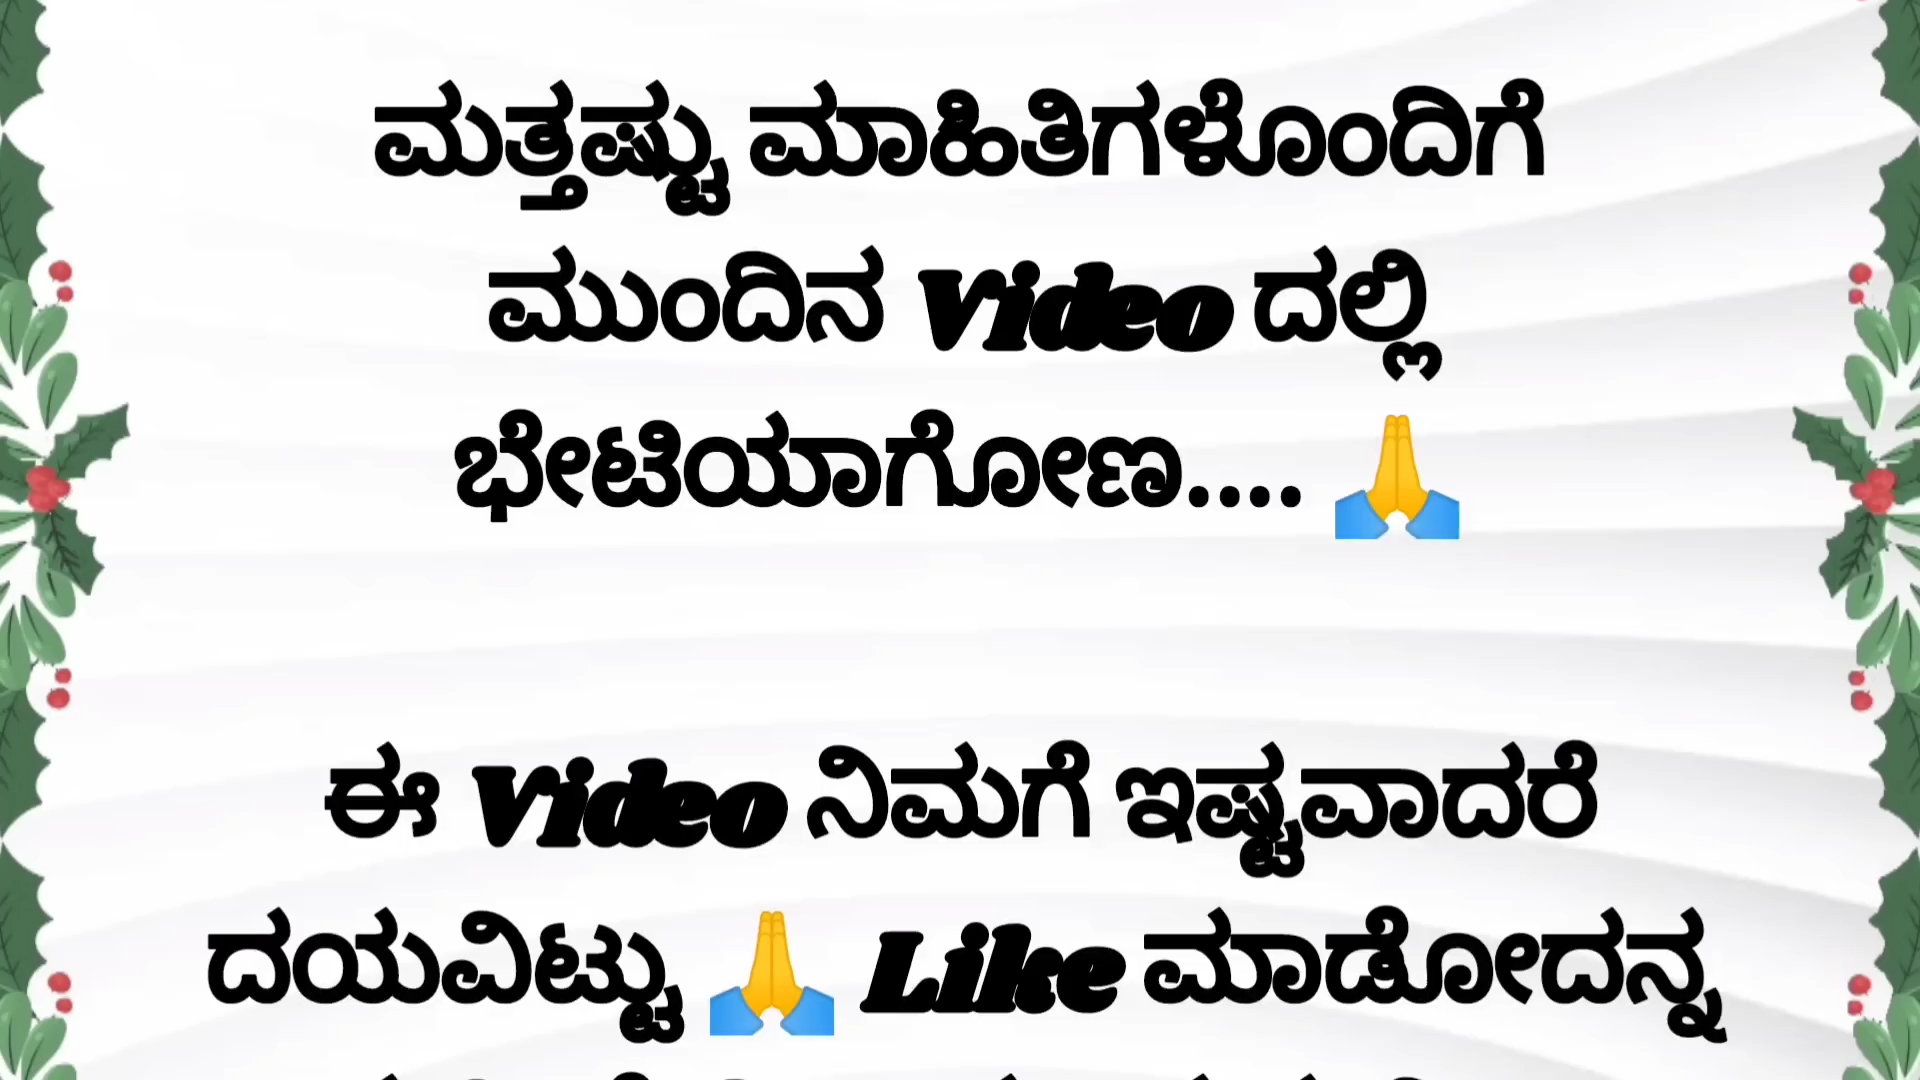 ಮತ್ತಷ್ಟು ಮಾಹಿತಿಗಳೊಂದಿಗೆ
ಮುಂದಿನ Video ದಲ್ಲಿ
ಭೇಟಿಯಾಗೋಣ.... 🙏
ಈ Video ನಿಮಗೆ ಇಷ್ಟವಾದರೆ
ದಯವಿಟ್ಟು 🙏 Like ಮಾಡೋದನ್ನ